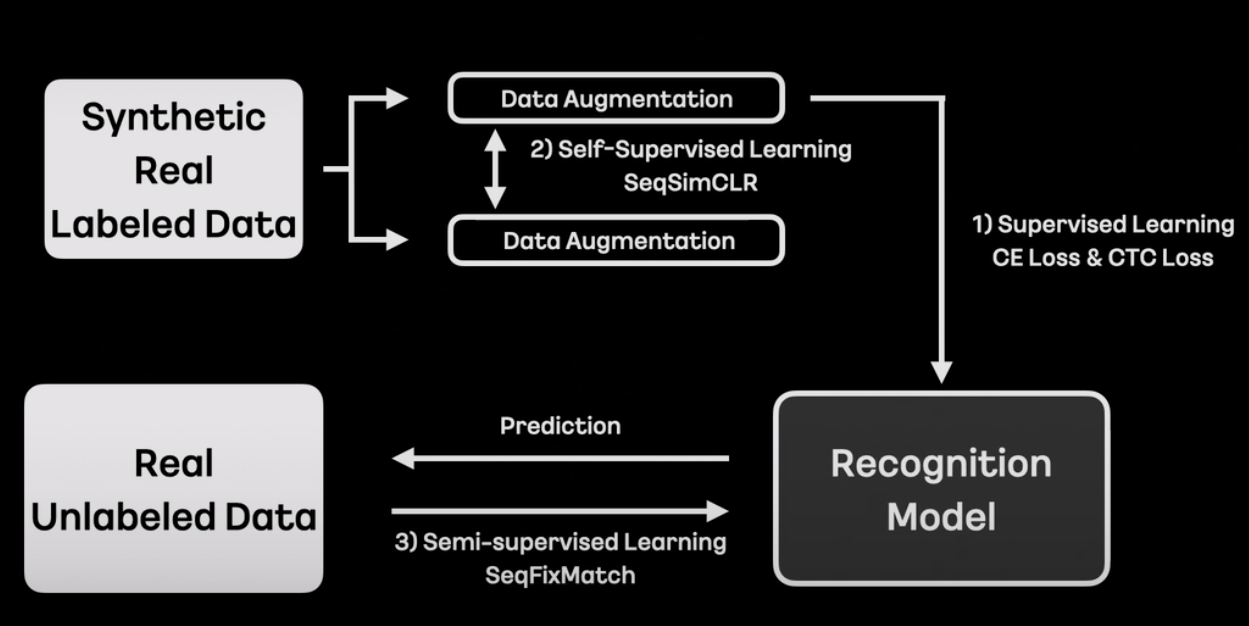 Synthetic
Real
Labeled Data
Data Augmentation
2) Self-Supervised Learning
SeqSimCLR
Data Augmentation
1) Supervised Learning
CE Loss & CTC Loss
Real
Unlabeled Data
Prediction
3) Semi-supervised Learning
SeqFixMatch
Recognition
Model